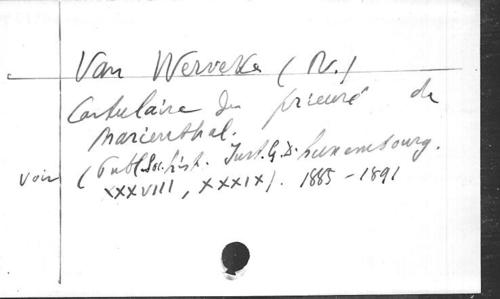 Van Werveke (N.)
Cartulaire du prieuré de
Marienthal.
(Publ. Soc. hist. Inst. G. D. Luxembourg.
voir XXXVIII, XXXIX). 1885-1891